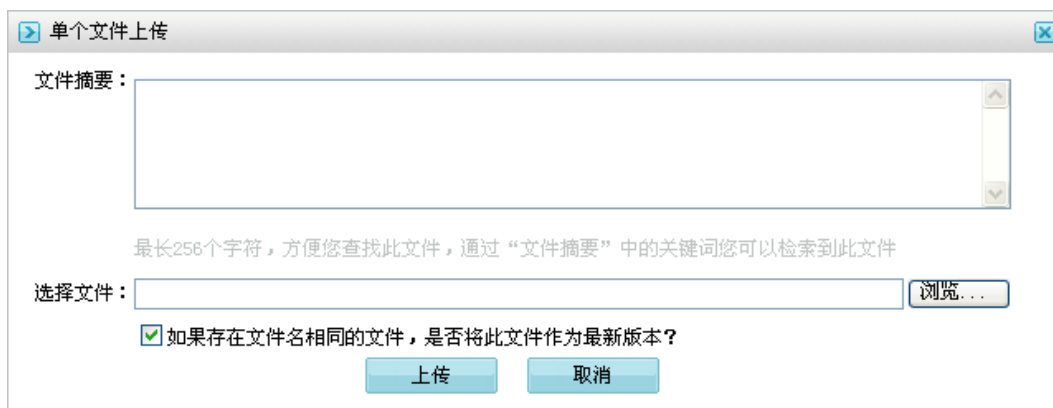 单个文件上传
文件摘要：
最长256个字符，方便您查找此文件，通过“文件摘要”中的关键词您可以检索到此文件
选择文件：浏览...
如果存在文件名相同的文件，是否将此文件作为最新版本？
上传 取消